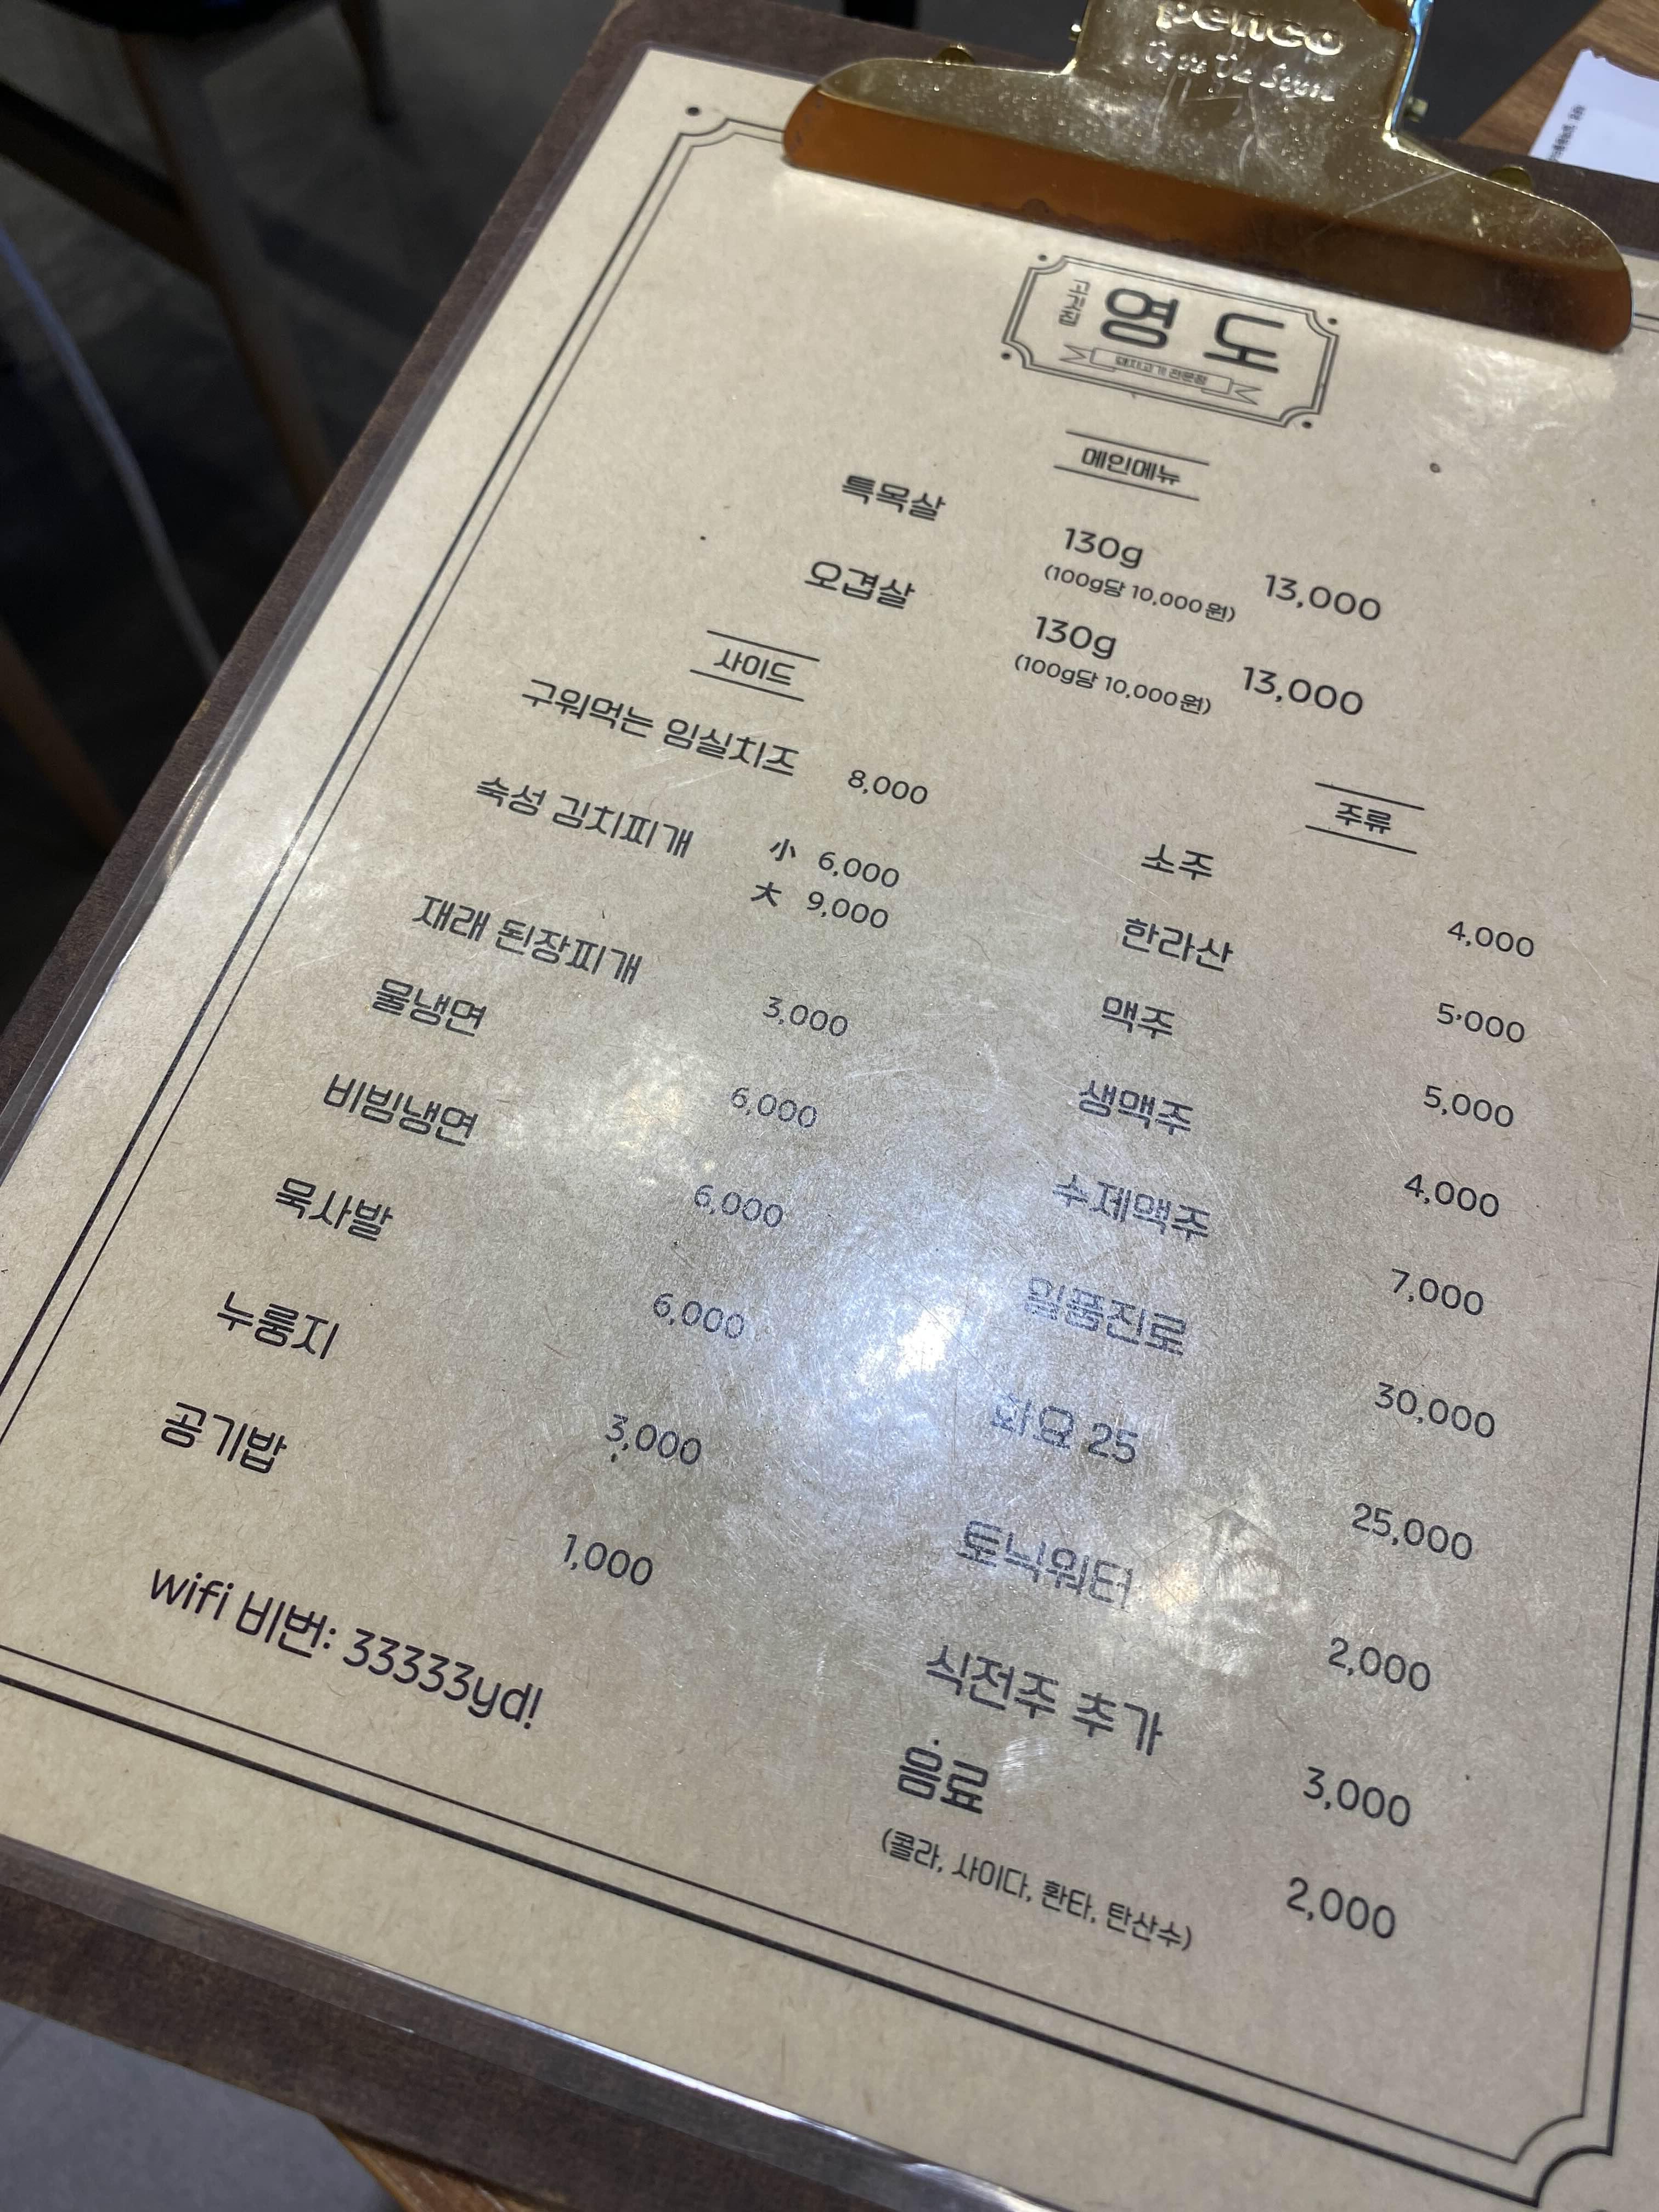 penco
영도
돼지고기 전문점
메인메뉴
특목살 130g 13,000
(100g당 10,000원)
오겹살 130g 13,000
(100g당 10,000원)
사이드
구워먹는 임실치즈 8,000
숙성 김치찌개 小 6,000
大 9,000
재래 된장찌개 3,000
물냉면 6,000
비빔냉면 6,000
묵사발 6,000
누룽지 3,000
공기밥 1,000
wifi 비번: 33333yd!
주류
소주 4,000
한라산 5,000
맥주 5,000
생맥주 4,000
수제맥주 7,000
일품진로 30,000
화요 25 25,000
토닉워터 2,000
식전주 추가 3,000
음료 2,000
(콜라, 사이다, 환타, 탄산수)